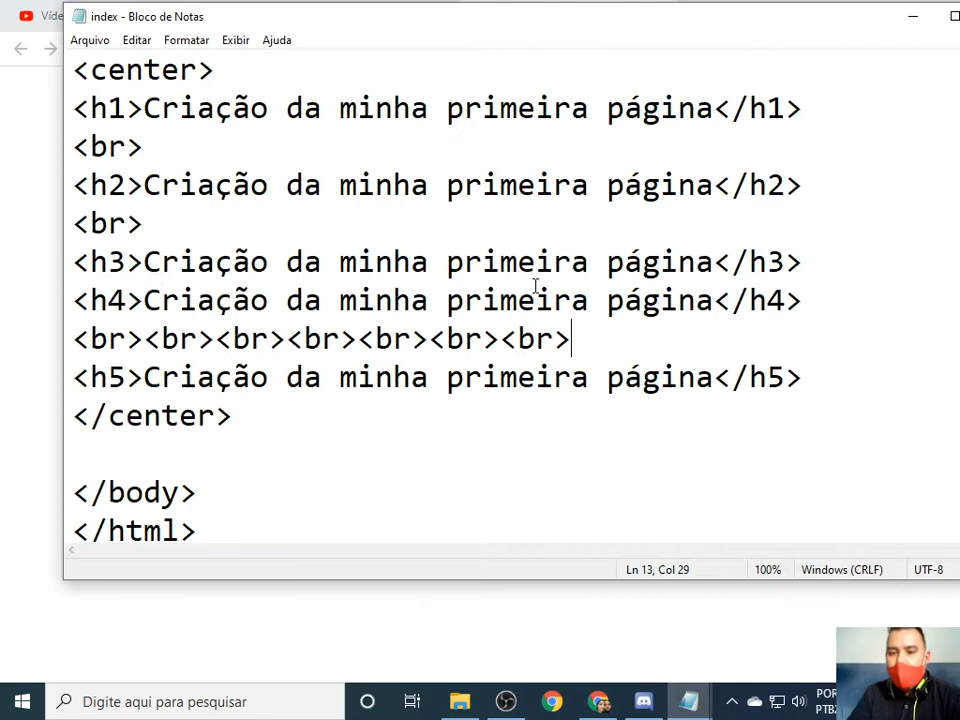 Víde
index - Bloco de Notas
Arquivo Editar Formatar Exibir Ajuda
<center>
<h1>Criação da minha primeira página</h1>
<br>
<h2>Criação da minha primeira página</h2>
<br>
<h3>Criação da minha primeira página</h3>
<h4>Criação da minha primeira página</h4>
<br><br><br><br><br><br><br>
<h5>Criação da minha primeira página</h5>
</center>
</body>
</html>
Ln 13, Col 29 100% Windows (CRLF) UTF-8
Digite aqui para pesquisar
POR
PTB2